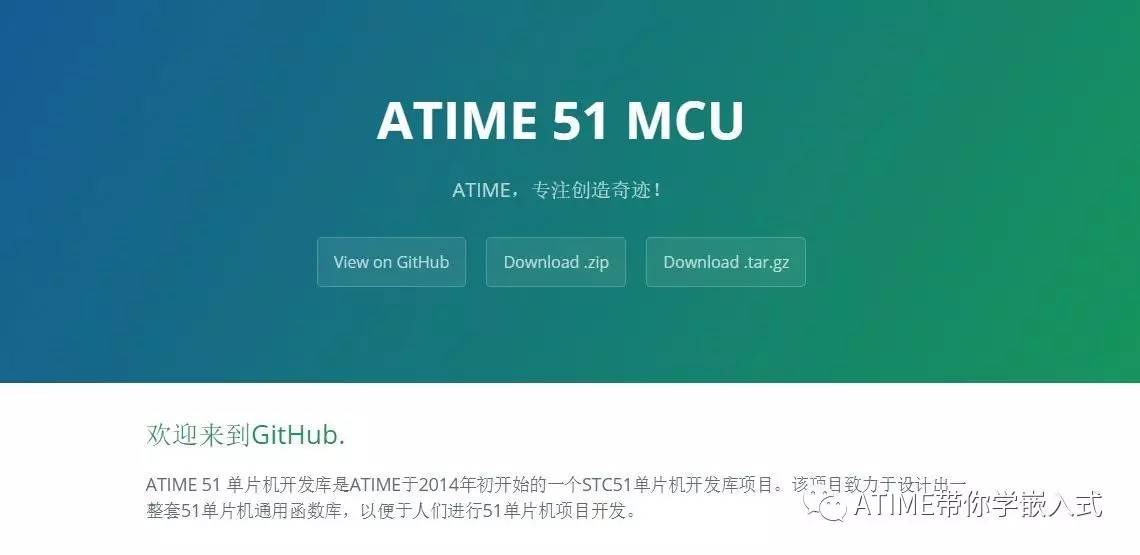 ATIME 51 MCU
ATIME，专注创造奇迹！
View on GitHub
Download .zip
Download .tar.gz
欢迎来到GitHub.
ATIME 51 单片机开发库是ATIME于2014年初开始的一个STC51单片机开发库项目。该项目致力于设计出一
整套51单片机通用函数库，以便于人们进行51单片机项目开发。
ATIME带你学嵌入式